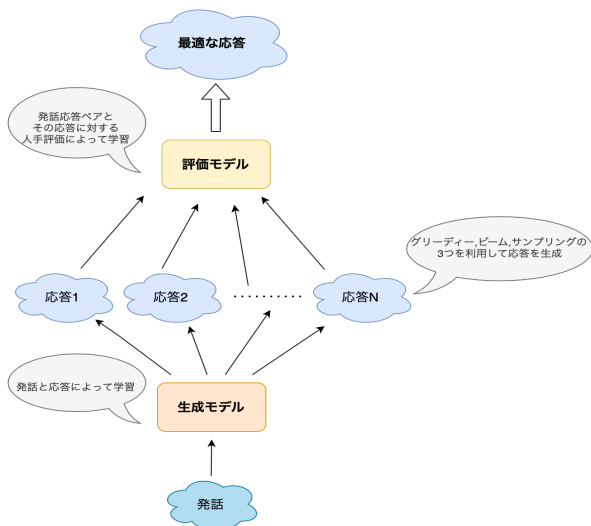 最適な応答
発話応答ペアと
その応答に対する
人手評価によって学習
評価モデル
グリーディー,ビーム,サンプリングの
3つを利用して応答を生成
応答1
応答2
応答N
発話と応答によって学習
生成モデル
発話